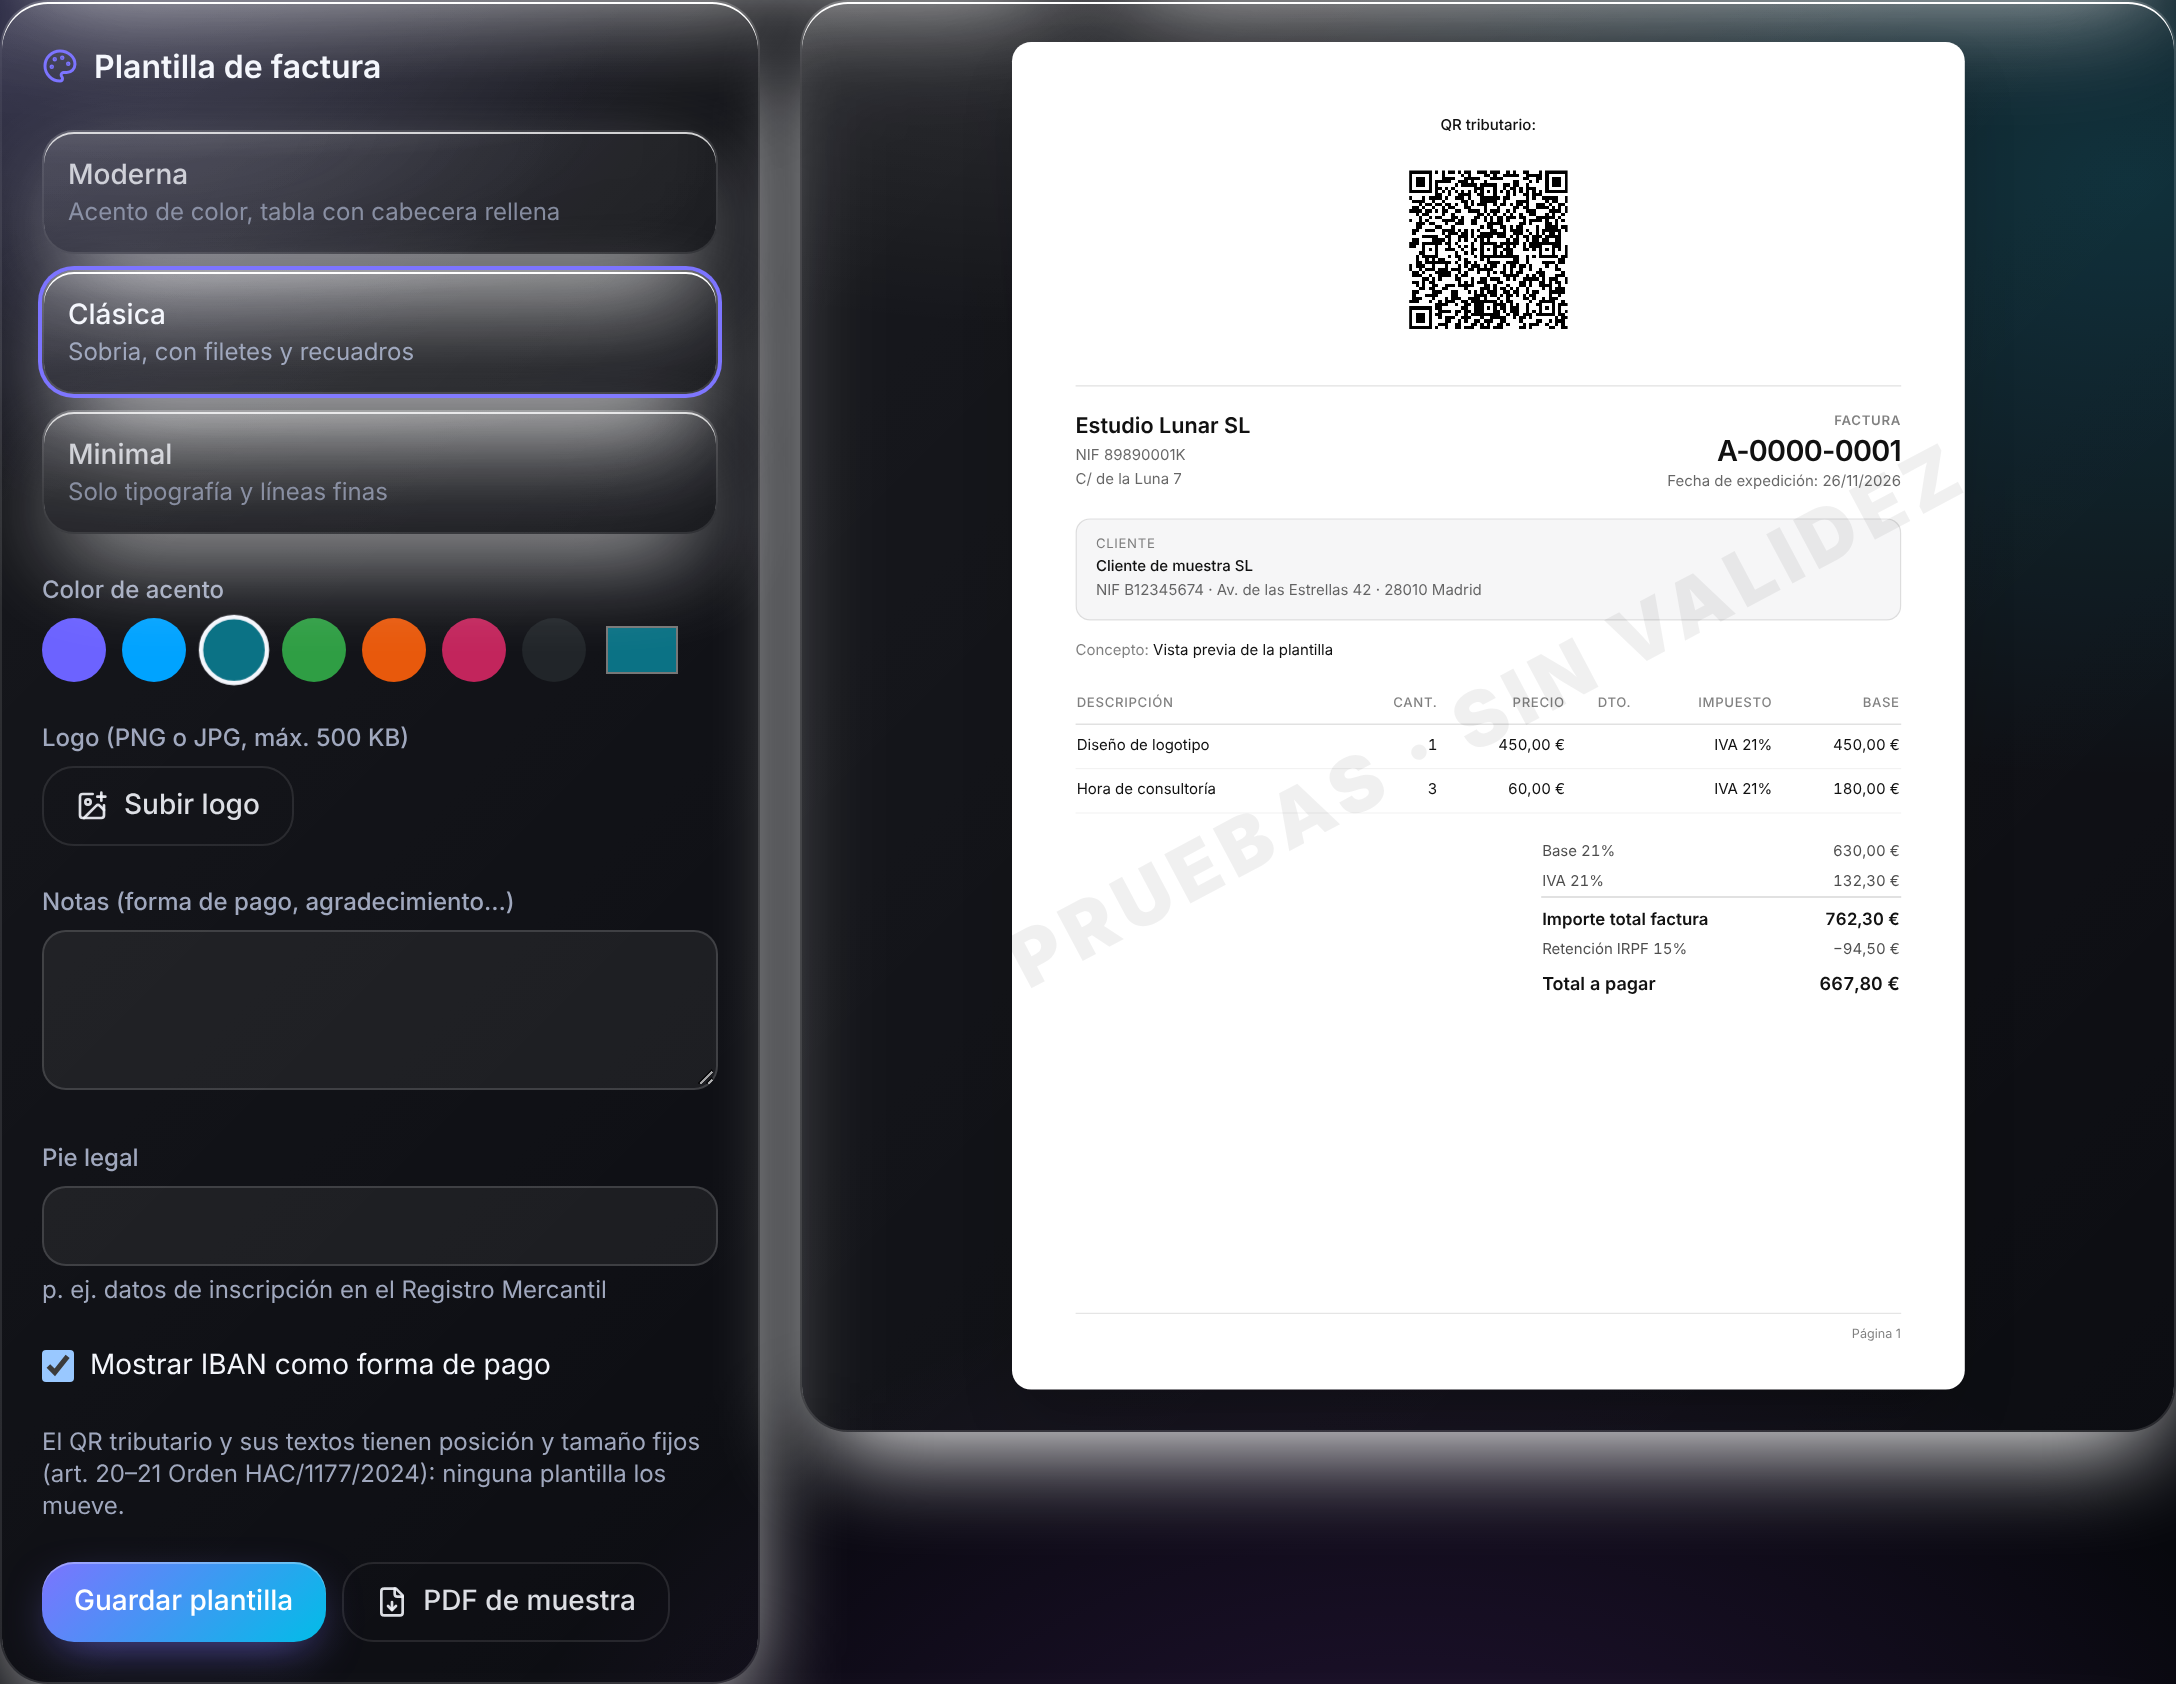 Plantilla de factura
Moderna
Acento de color, tabla con cabecera rellena
Clásica
Sobria, con filetes y recuadros
Minimal
Solo tipografía y líneas finas
Color de acento
Logo (PNG o JPG, máx. 500 KB)
Subir logo
Notas (forma de pago, agradecimiento...)
Pie legal
p. ej. datos de inscripción en el Registro Mercantil
Mostrar IBAN como forma de pago
El QR tributario y sus textos tienen posición y tamaño fijos
(art. 20–21 Orden HAC/1177/2024): ninguna plantilla los
mueve.
Guardar plantilla
PDF de muestra
QR tributario:
Estudio Lunar SL
NIF 89890001K
C/ de la Luna 7
FACTURA
A-0000-0001
Fecha de expedición: 26/11/2026
CLIENTE
Cliente de muestra SL
NIF B12345674 · Av. de las Estrellas 42 · 28010 Madrid
Concepto: Vista previa de la plantilla
DESCRIPCIÓN CANT. PRECIO DTO. IMPUESTO BASE
Diseño de logotipo 1 450,00 € IVA 21% 450,00 €
Hora de consultoría 3 60,00 € IVA 21% 180,00 €
Base 21% 630,00 €
IVA 21% 132,30 €
Importe total factura 762,30 €
Retención IRPF 15% −94,50 €
Total a pagar 667,80 €
PRUEBAS · SIN VALIDEZ
Página 1